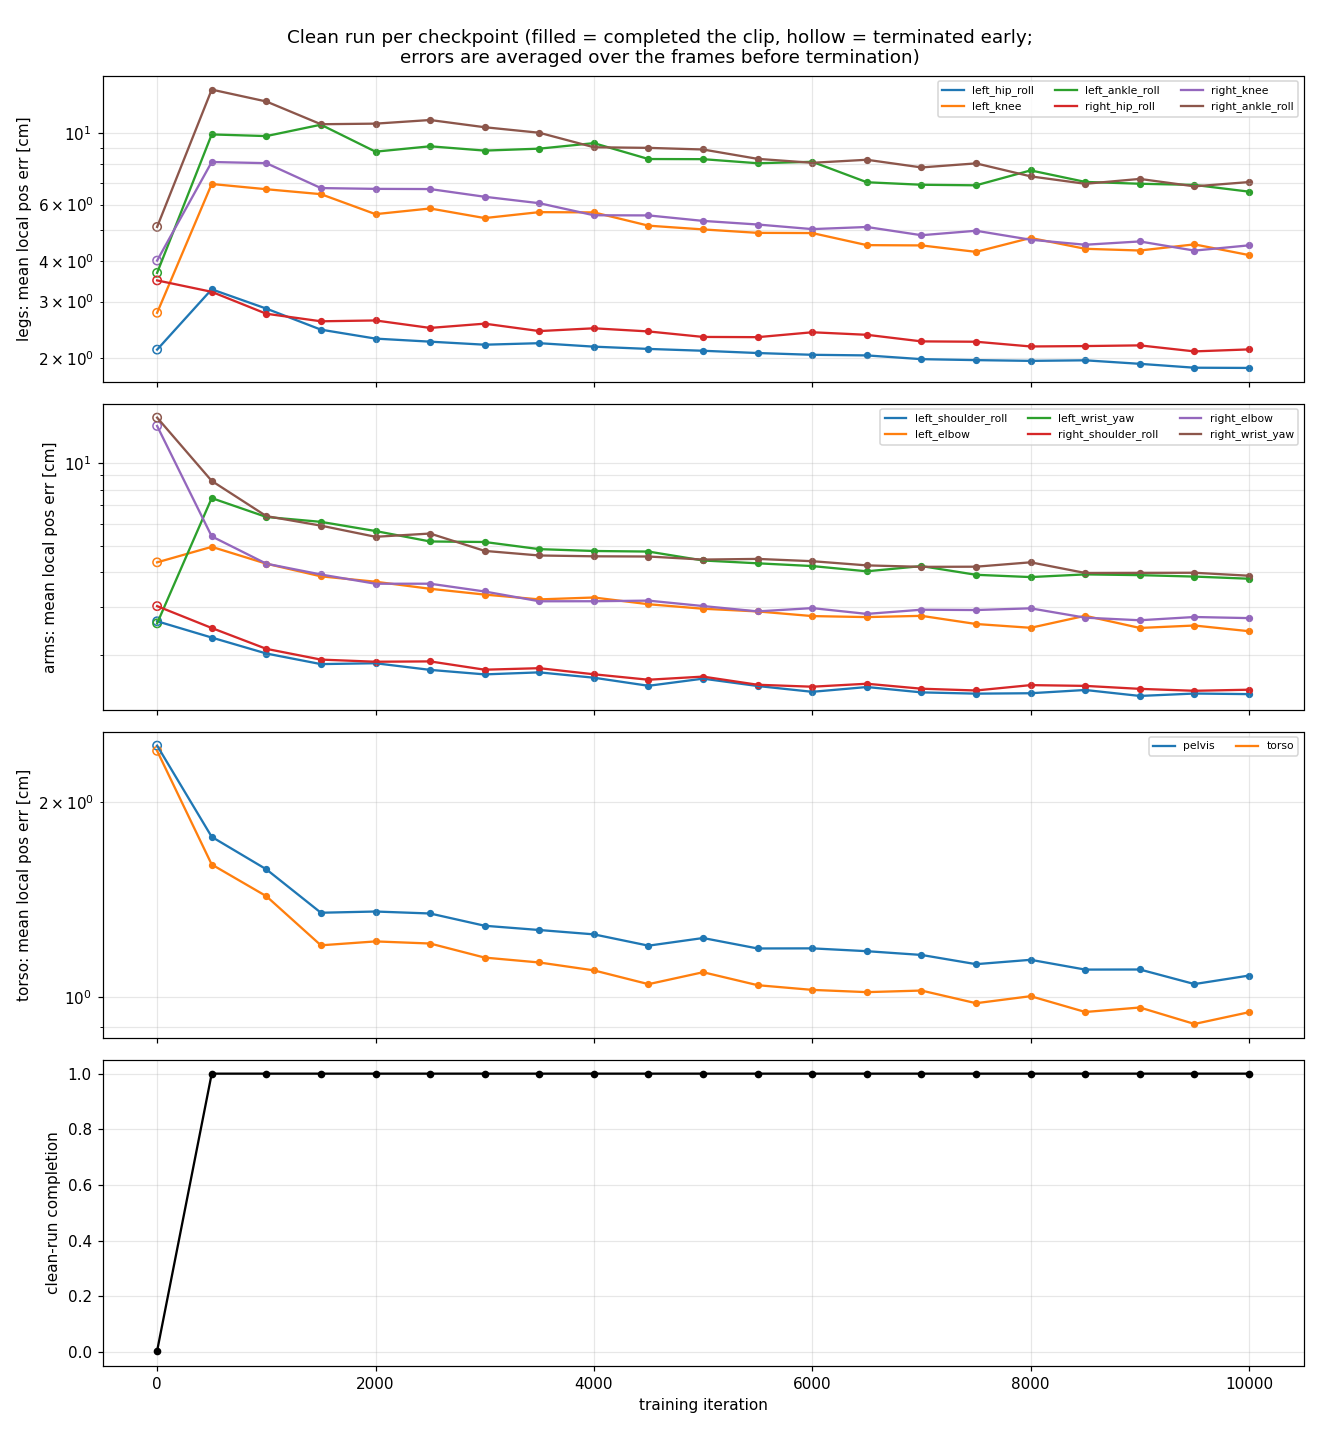 Clean run per checkpoint (filled = completed the clip, hollow = terminated early;
errors are averaged over the frames before termination)
legs: mean local pos err [cm]
10¹
6 × 10⁰
4 × 10⁰
3 × 10⁰
2 × 10⁰
left_hip_roll
left_knee
left_ankle_roll
right_hip_roll
right_knee
right_ankle_roll
arms: mean local pos err [cm]
10¹
left_shoulder_roll
left_elbow
left_wrist_yaw
right_shoulder_roll
right_elbow
right_wrist_yaw
torso: mean local pos err [cm]
2 × 10⁰
10⁰
pelvis
torso
clean-run completion
1.0
0.8
0.6
0.4
0.2
0.0
0
2000
4000
6000
8000
10000
training iteration